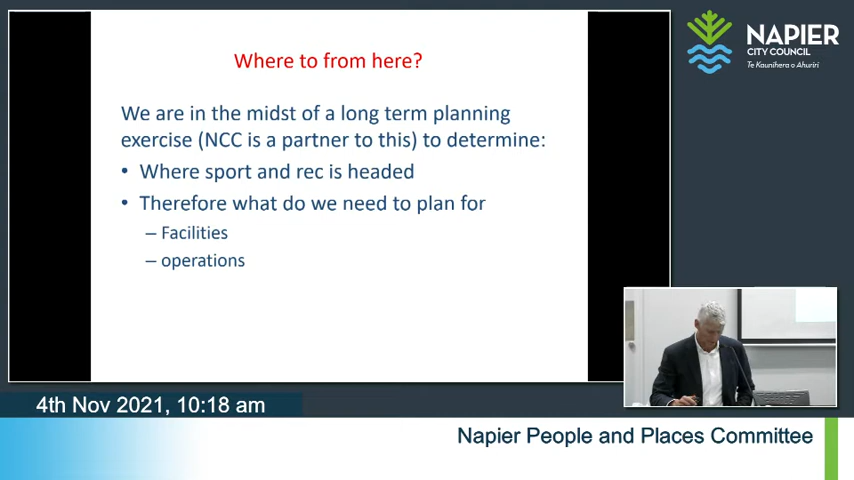 Where to from here?
We are in the midst of a long term planning
exercise (NCC is a partner to this) to determine:
• Where sport and rec is headed
• Therefore what do we need to plan for
– Facilities
– operations
NAPIER
CITY COUNCIL
Te Kaunihera o Ahuriri
4th Nov 2021, 10:18 am
Napier People and Places Committee